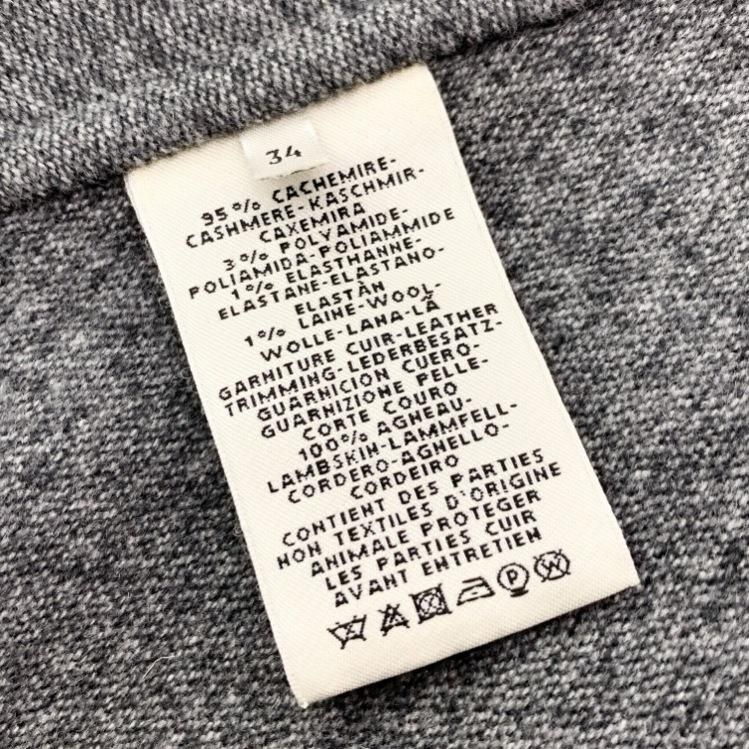 34
95% CACHEMIRE-
CASHMERE-KASCHMIR-
CAXEMIRA
3% POLYAMIDE-
POLIAMIDA-POLIAMMIDE
1% ELASTHANNE-
ELASTANE-ELASTANO-
ELASTÁN
1% LAINE-WOOL-
WOLLE-LANA-LÃ
GARNITURE CUIR-LEATHER
TRIMMING-LEDERBESATZ-
GUARNICION CUERO-
GUARNIZIONE PELLE-
CORTE COURO
100% AGNEAU-
LAMBSKIN-LAMMFELL-
CORDERO-AGNELLO-
CORDEIRO
CONTIENT DES PARTIES
NON TEXTILES D'ORIGINE
ANIMALE PROTEGER
LES PARTIES CUIR
AVANT ENTRETIEN
P W